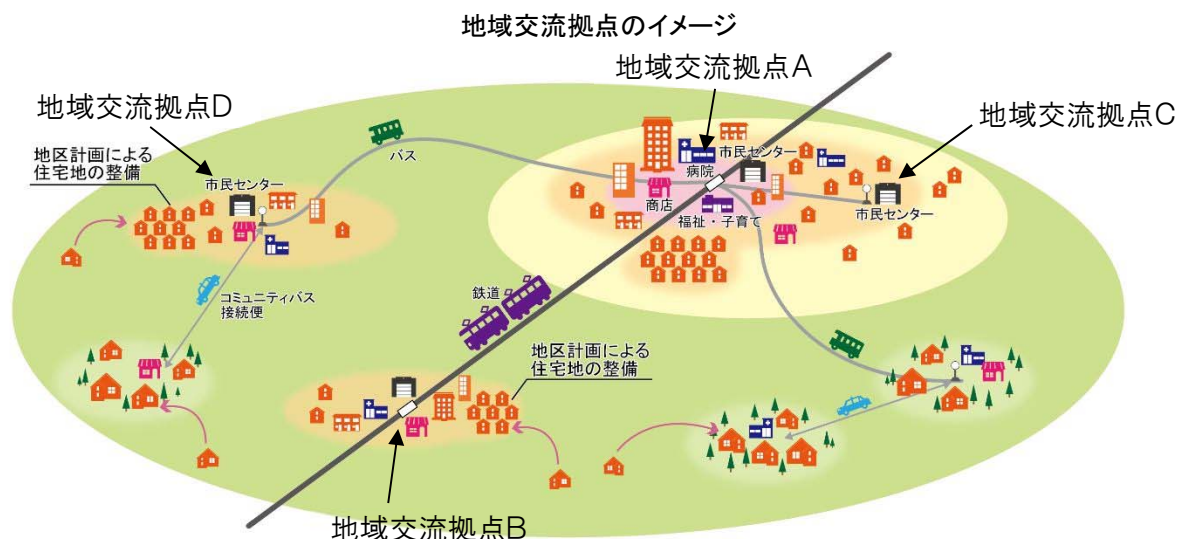 地域交流拠点のイメージ
地域交流拠点A
地域交流拠点D
地域交流拠点C
地区計画による
住宅地の整備
市民センター
バス
市民センター
病院
商店
福祉・子育て
市民センター
鉄道
コミュニティバス
接続便
地区計画による
住宅地の整備
地域交流拠点B